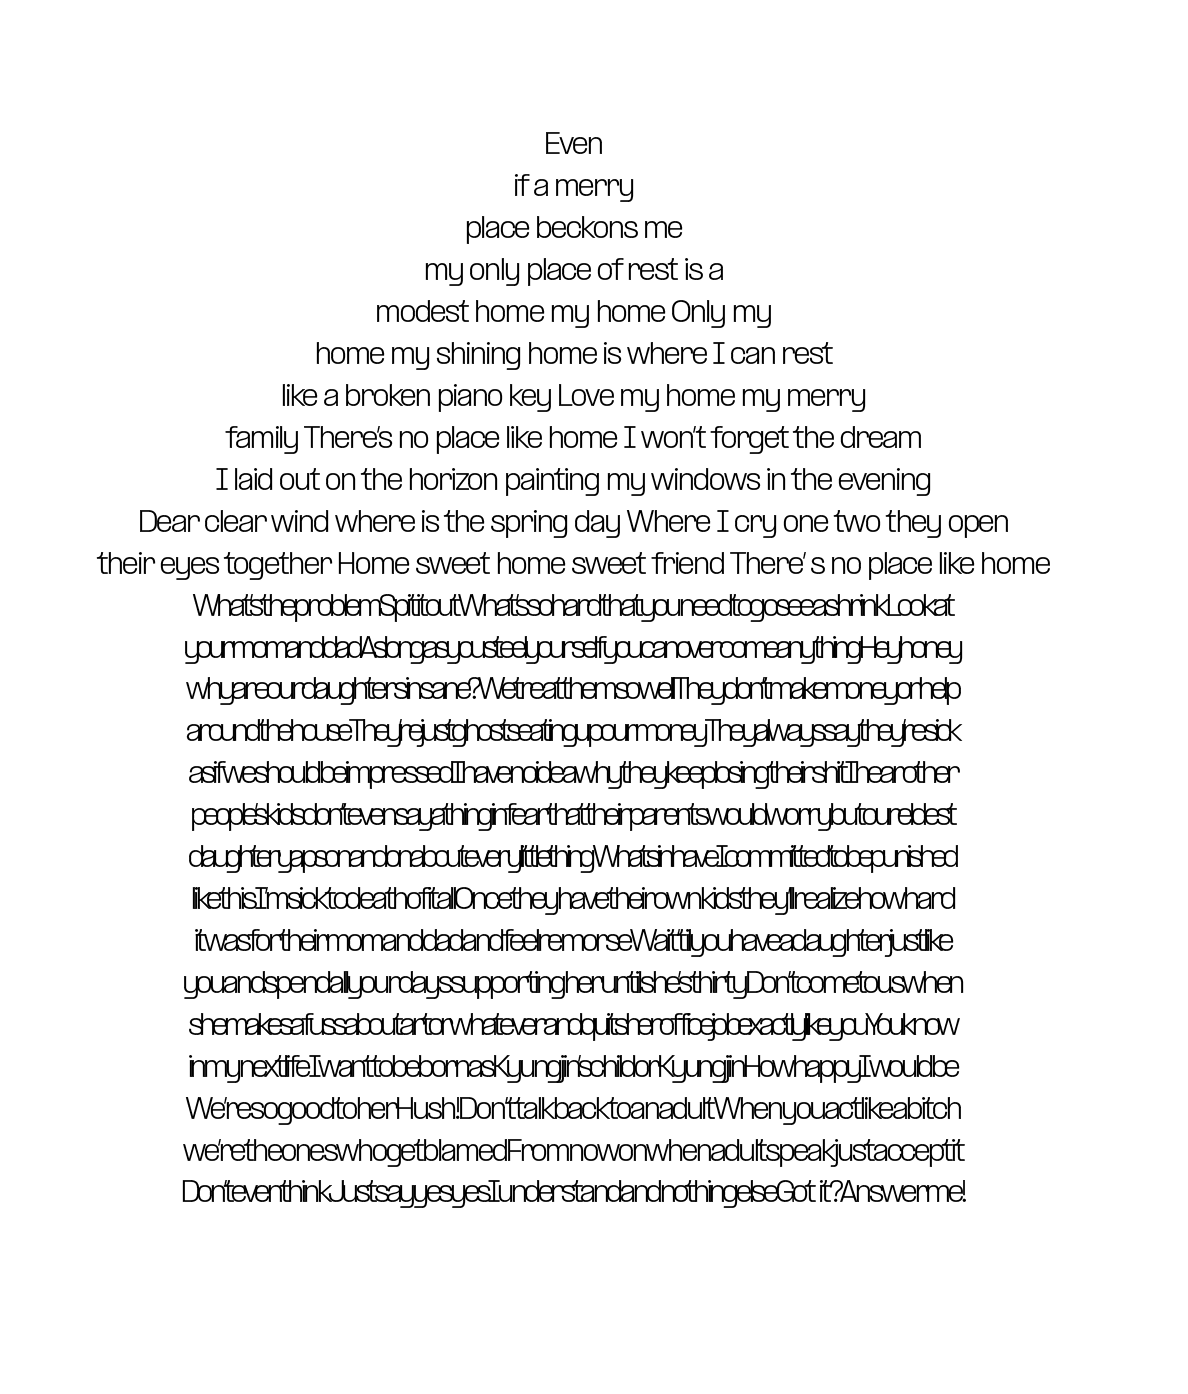 Even
if a merry
place beckons me
my only place of rest is a
modest home my home Only my
home my shining home is where I can rest
like a broken piano key Love my home my merry
family There's no place like home I won't forget the dream
I laid out on the horizon painting my windows in the evening
Dear clear wind where is the spring day Where I cry one two they open
their eyes together Home sweet home sweet friend There' s no place like home
What'stheproblemSpititoutWhat'ssohardthatyouneedtogoseeashrinkLookat
yourmomanddadAslongasyousteelyourselfyoucanovercomeanythingHeyhoney
whyareourdaughtersinsane?WetreatthemsowellTheydon'tmakemoneyorhelp
aroundthehouseThey'rejustghostseatingupourmoneyTheyalwayssaythey'resick
asifweshouldbeimpressedIhavenoideawhytheykeeplosingtheirshitIhearother
people'skidsdon'tevensayathinginfearthattheirparentswouldworrybutoureldest
daughteryapsonandonabouteverylittlethingWhatsinhaveIcommittedtobepunished
likethisI'msicktodeathofitallOncetheyhavetheirownkidsthey'llrealizehowhard
itwasfortheirmomanddadandfeelremorseWait'tilyouhaveadaughterjustlike
youandspendallyourdayssupportingheruntilshe'sthirtyDon'tcometouswhen
shemakesafussaboutartorwhateverandquitsherofficejobexactlylikeyouYouknow
inmynextlifeIwanttobebornasKyungjin'schildorKyungjinHowhappyIwouldbe
We'resogoodtoherHush!Don'ttalkbacktoanadultWhenyouactlikeabitch
we'retheoneswhogetblamedFromnowonwhenadultspeakjustacceptit
Don'teventhinkJustsayyesyesIunderstandandnothingelseGot it?Answerme!